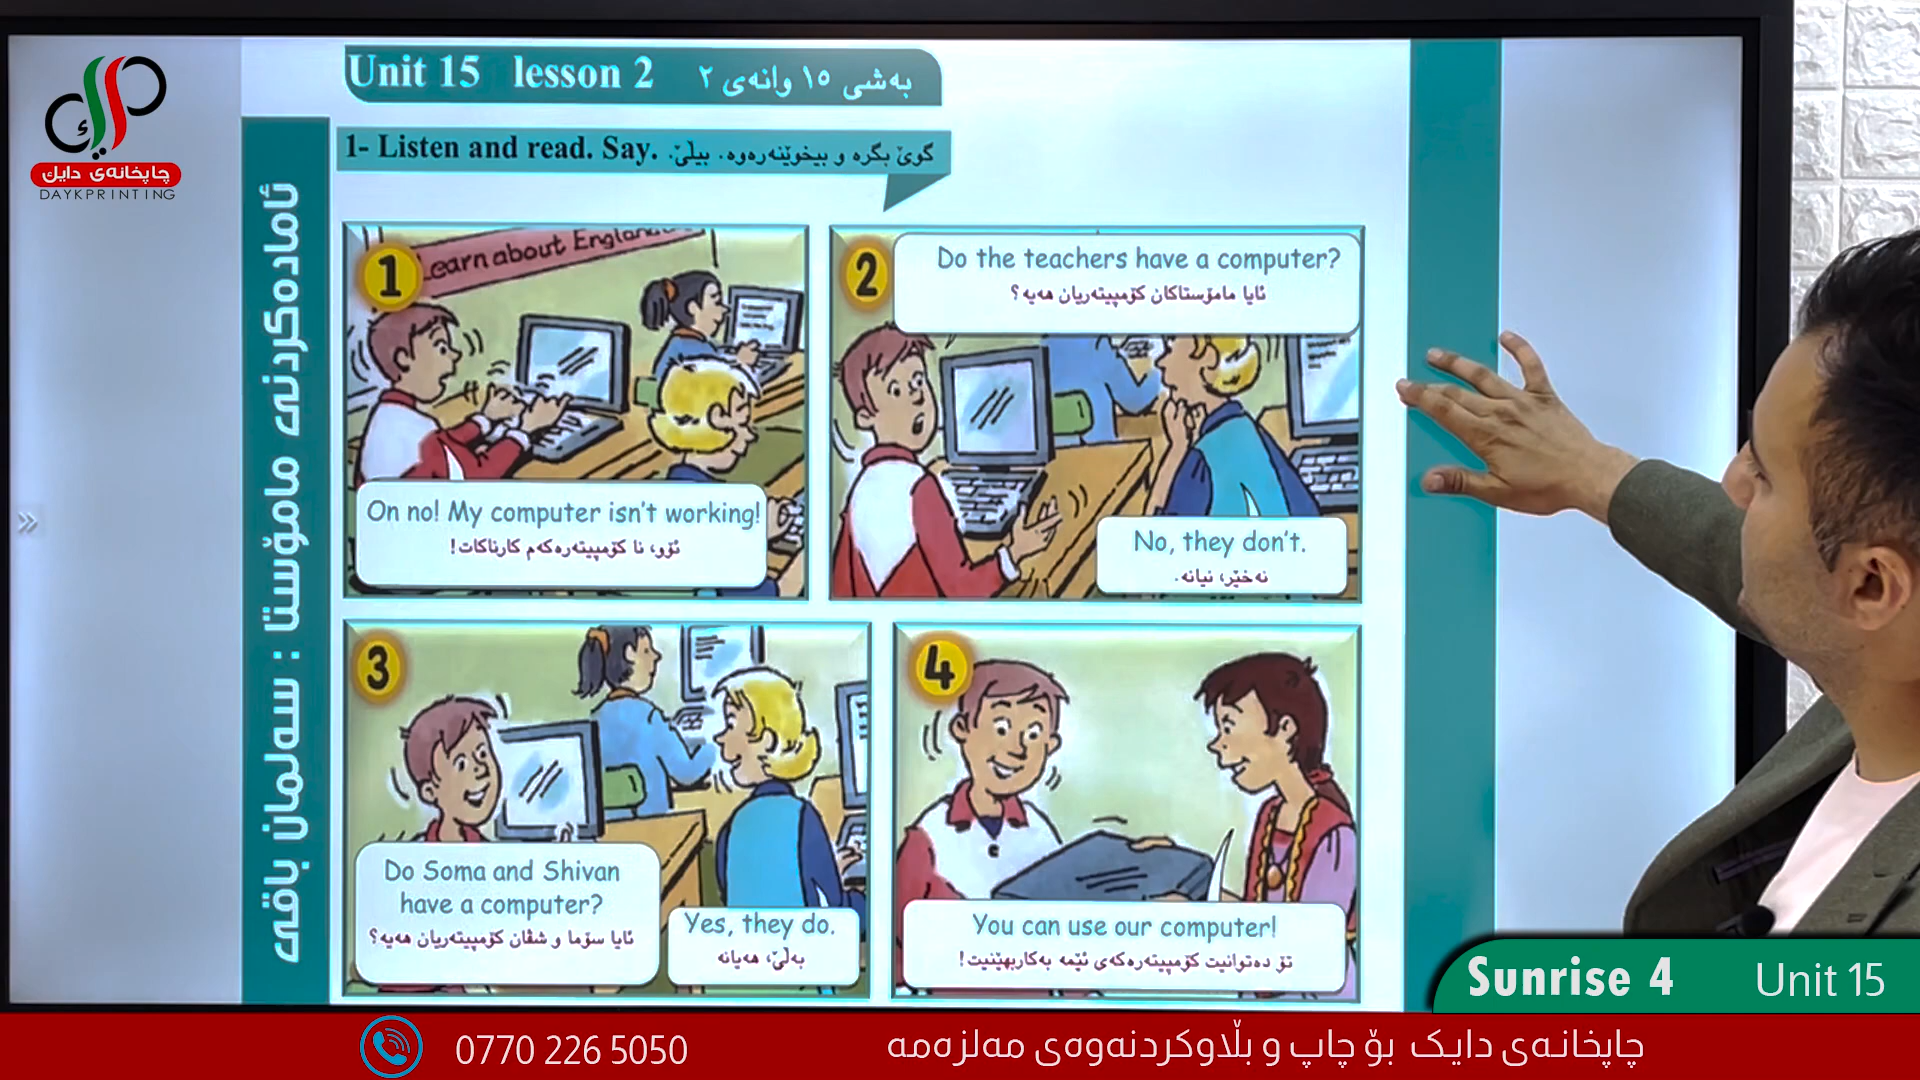 چاپخانەی دایك
DAYKPRINTING
Unit 15 lesson 2 بەشی ١٥ وانەی ٢
1- Listen and read. Say. گوێ بگرە و بیخوێنەرەوە. بیڵێ.
ئامادەکردنی مامۆستا : سەلمان باقی
1
Learn about England
On no! My computer isn't working!
ئۆو، نا کۆمپیتەرەکەم کارناکات!
2
Do the teachers have a computer?
ئایا مامۆستاکان کۆمپیتەریان هەیە؟
No, they don't.
نەخێر، نیانە.
3
Do Soma and Shivan
have a computer?
ئایا سۆما و شڤان کۆمپیتەریان هەیە؟
Yes, they do.
بەڵێ، هەیانە
4
You can use our computer!
تۆ دەتوانیت کۆمپیتەرەکەی ئێمە بەکاربهێنیت!
Sunrise 4 Unit 15
0770 226 5050
چاپخانەی دایک بۆ چاپ و بڵاوکردنەوەی مەلزەمە